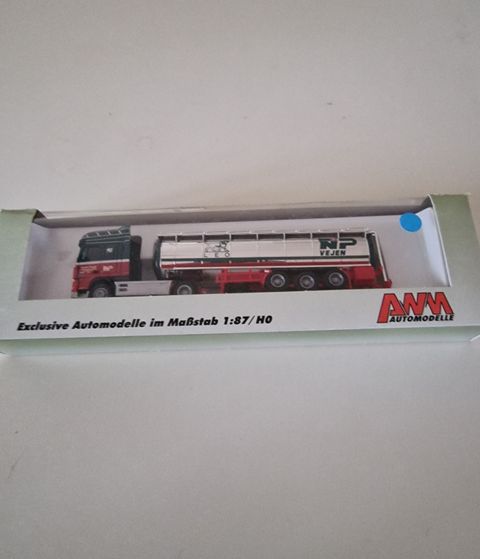 NP
VEJEN
LEO
Exclusive Automodelle im Maßstab 1:87/H0
AWM
AUTOMODELLE